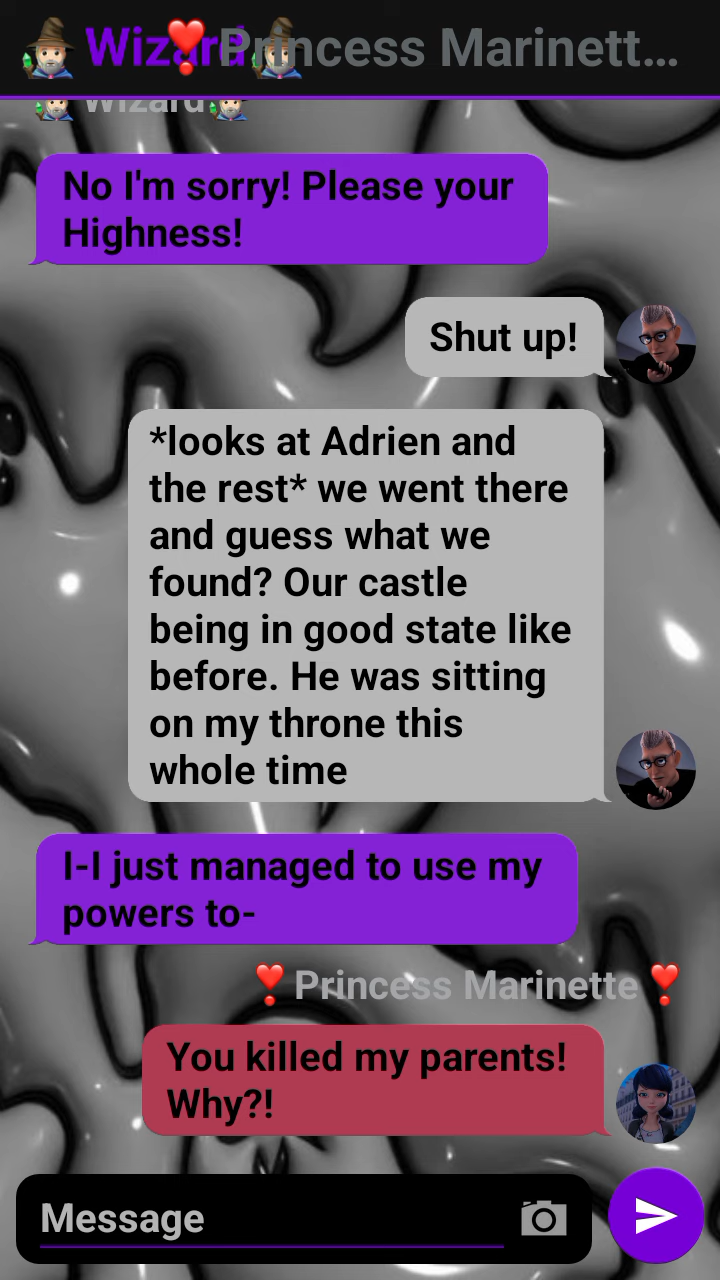 Wizard Princess Marinett...
Wizard
No I'm sorry! Please your
Highness!
Shut up!
*looks at Adrien and
the rest* we went there
and guess what we
found? Our castle
being in good state like
before. He was sitting
on my throne this
whole time
I-I just managed to use my
powers to-
Princess Marinette
You killed my parents!
Why?!
Message